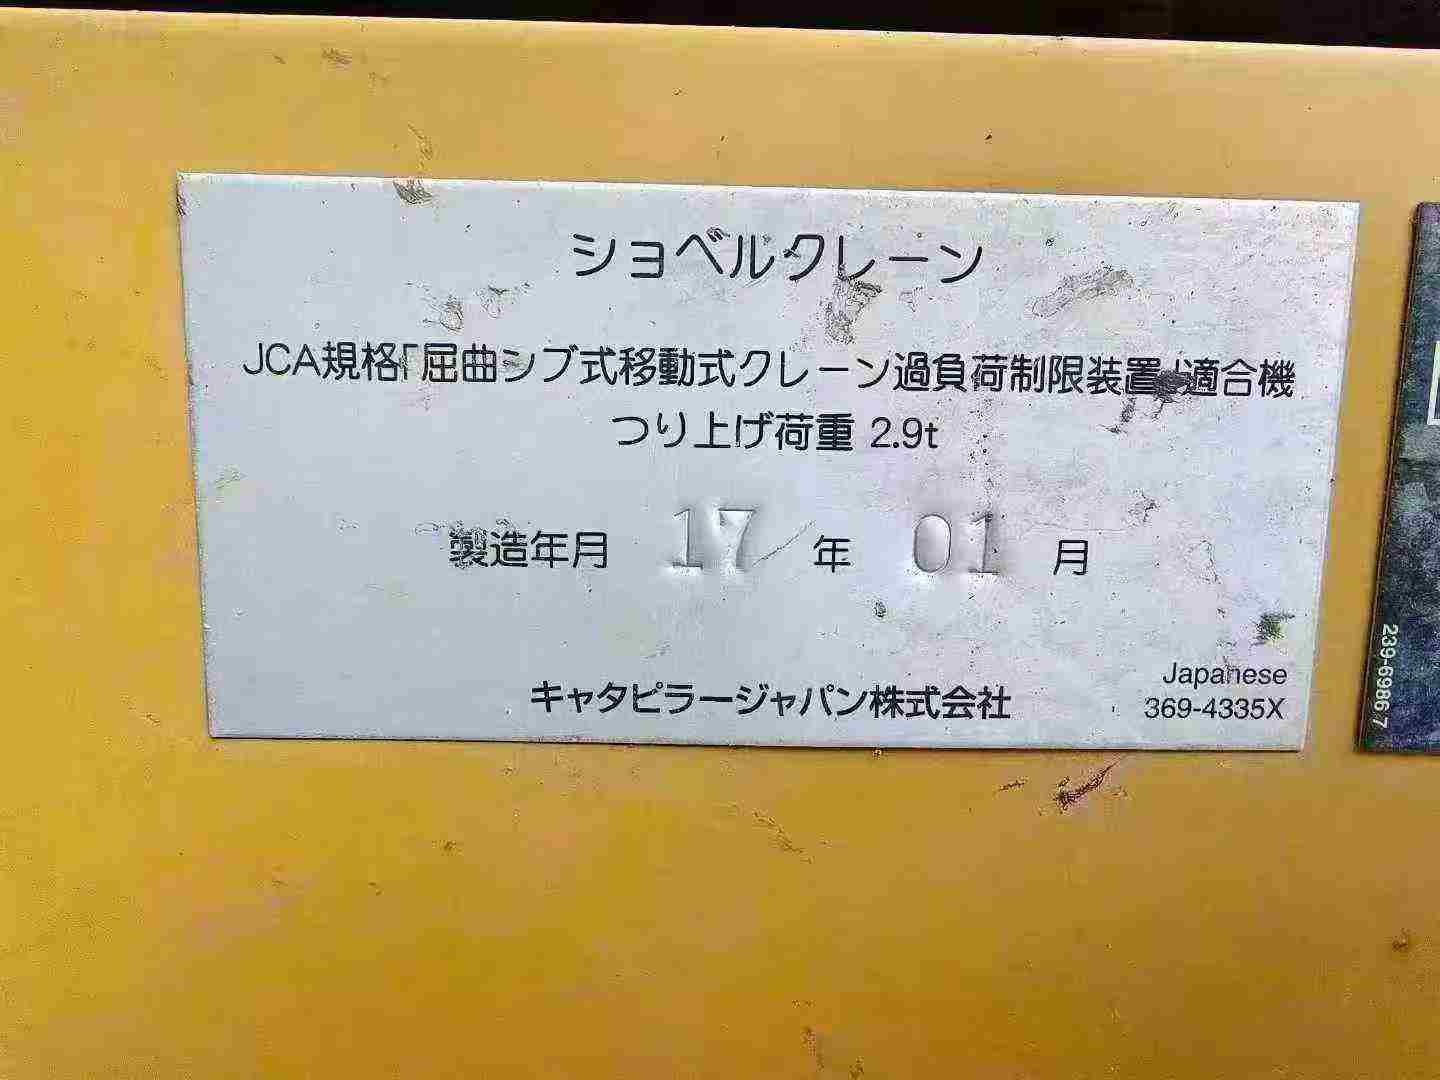 ショベルクレーン
JCA規格「屈曲ジブ式移動式クレーン過負荷制限装置」適合機
つり上げ荷重 2.9t
製造年月 17 年 01 月
キャタピラージャパン株式会社
Japanese
369-4335X
239-6986 7